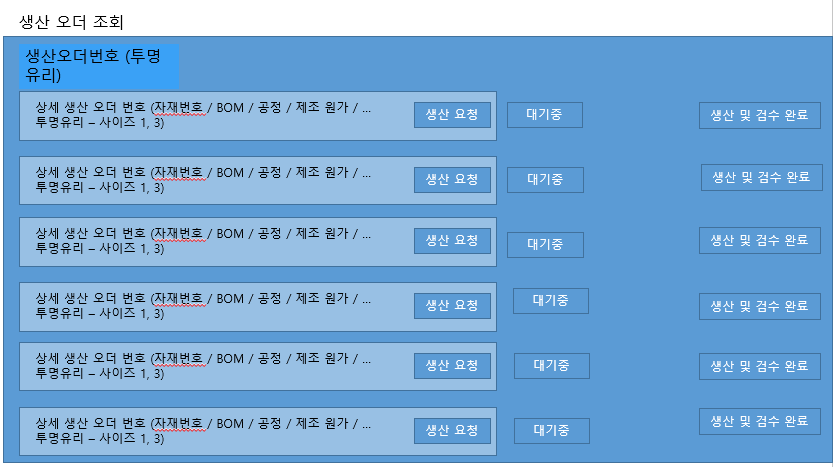 생산 오더 조회
생산오더번호 (투명
유리)
상세 생산 오더 번호 (자재번호 / BOM / 공정 / 제조 원가 / ...
투명유리 – 사이즈 1, 3)
생산 요청
대기중
생산 및 검수 완료
상세 생산 오더 번호 (자재번호 / BOM / 공정 / 제조 원가 / ...
투명유리 – 사이즈 1, 3)
생산 요청
대기중
생산 및 검수 완료
상세 생산 오더 번호 (자재번호 / BOM / 공정 / 제조 원가 / ...
투명유리 – 사이즈 1, 3)
생산 요청
대기중
생산 및 검수 완료
상세 생산 오더 번호 (자재번호 / BOM / 공정 / 제조 원가 / ...
투명유리 – 사이즈 1, 3)
생산 요청
대기중
생산 및 검수 완료
상세 생산 오더 번호 (자재번호 / BOM / 공정 / 제조 원가 / ...
투명유리 – 사이즈 1, 3)
생산 요청
대기중
생산 및 검수 완료
상세 생산 오더 번호 (자재번호 / BOM / 공정 / 제조 원가 / ...
투명유리 – 사이즈 1, 3)
생산 요청
대기중
생산 및 검수 완료